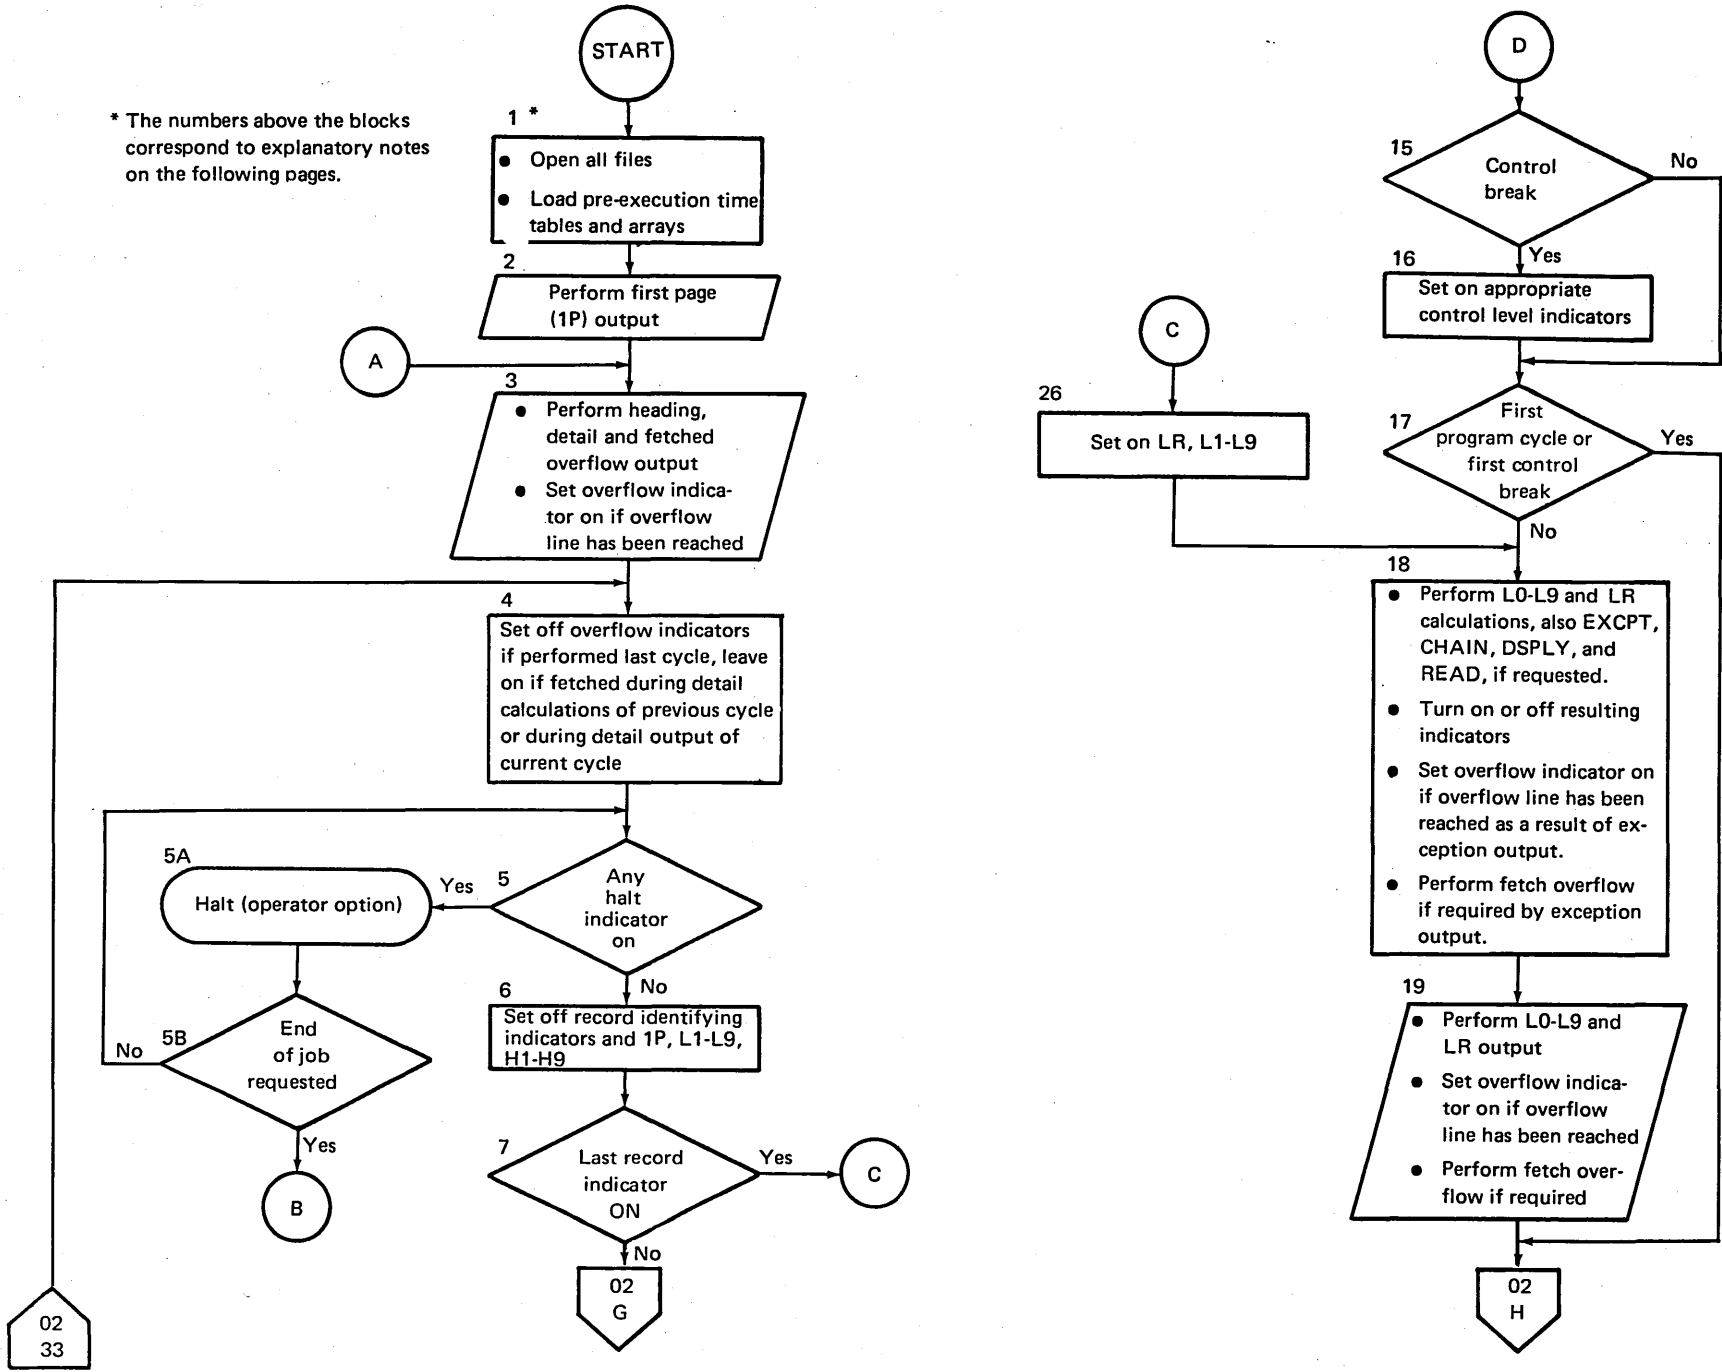 START
* The numbers above the blocks
correspond to explanatory notes
on the following pages.
1 *
● Open all files
● Load pre-execution time
tables and arrays
2
Perform first page
(1P) output
A
3
● Perform heading,
detail and fetched
overflow output
● Set overflow indica-
tor on if overflow
line has been reached
4
Set off overflow indicators
if performed last cycle, leave
on if fetched during detail
calculations of previous cycle
or during detail output of
current cycle
5A
Halt (operator option)
Yes
5
Any
halt
indicator
on
No
5B
End
of job
requested
No
Yes
B
6
Set off record identifying
indicators and 1P, L1-L9,
H1-H9
7
Last record
indicator
ON
Yes
C
No
02
G
02
33
D
15
Control
break
No
Yes
16
Set on appropriate
control level indicators
C
26
Set on LR, L1-L9
17
First
program cycle or
first control
break
Yes
No
18
● Perform L0-L9 and LR
calculations, also EXCPT,
CHAIN, DSPLY, and
READ, if requested.
● Turn on or off resulting
indicators
● Set overflow indicator on
if overflow line has been
reached as a result of ex-
ception output.
● Perform fetch overflow
if required by exception
output.
19
● Perform L0-L9 and
LR output
● Set overflow indica-
tor on if overflow
line has been reached
● Perform fetch over-
flow if required
02
H